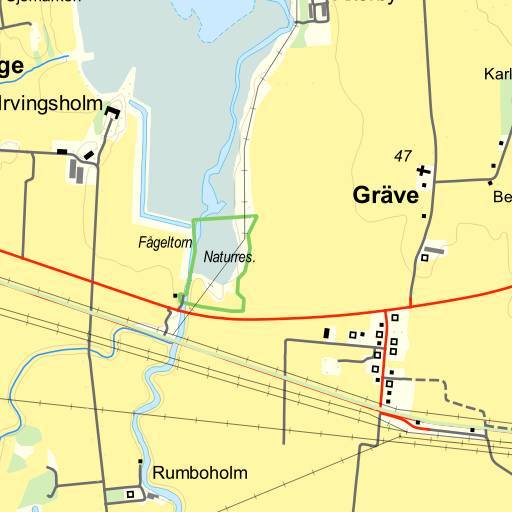 ge
Irvingsholm
Karl
47
Gräve
Be
Fågeltorn
Naturres.
Rumboholm